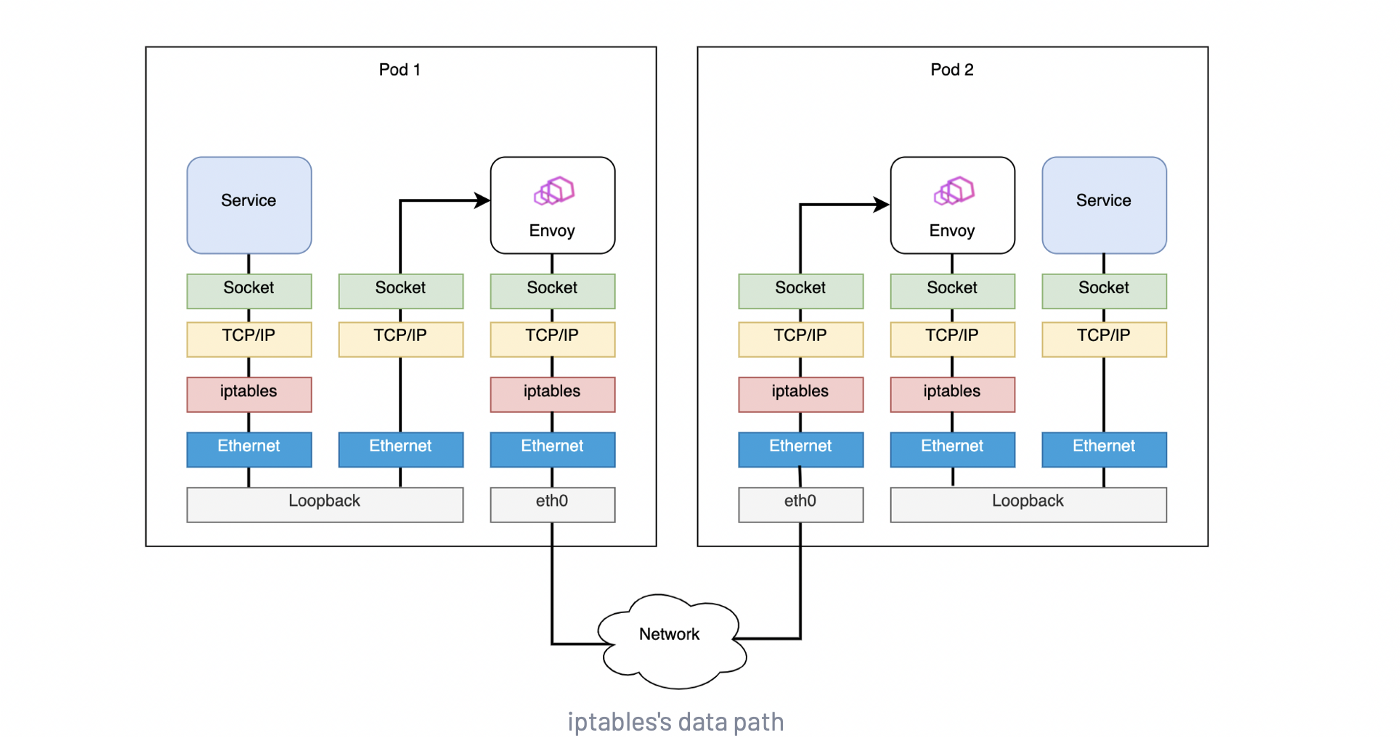 Pod 1
Pod 2
Service
Envoy
Envoy
Service
Socket
Socket
Socket
Socket
Socket
Socket
TCP/IP
TCP/IP
TCP/IP
TCP/IP
TCP/IP
TCP/IP
iptables
iptables
iptables
iptables
Ethernet
Ethernet
Ethernet
Ethernet
Ethernet
Ethernet
Loopback
eth0
eth0
Loopback
Network
iptables's data path